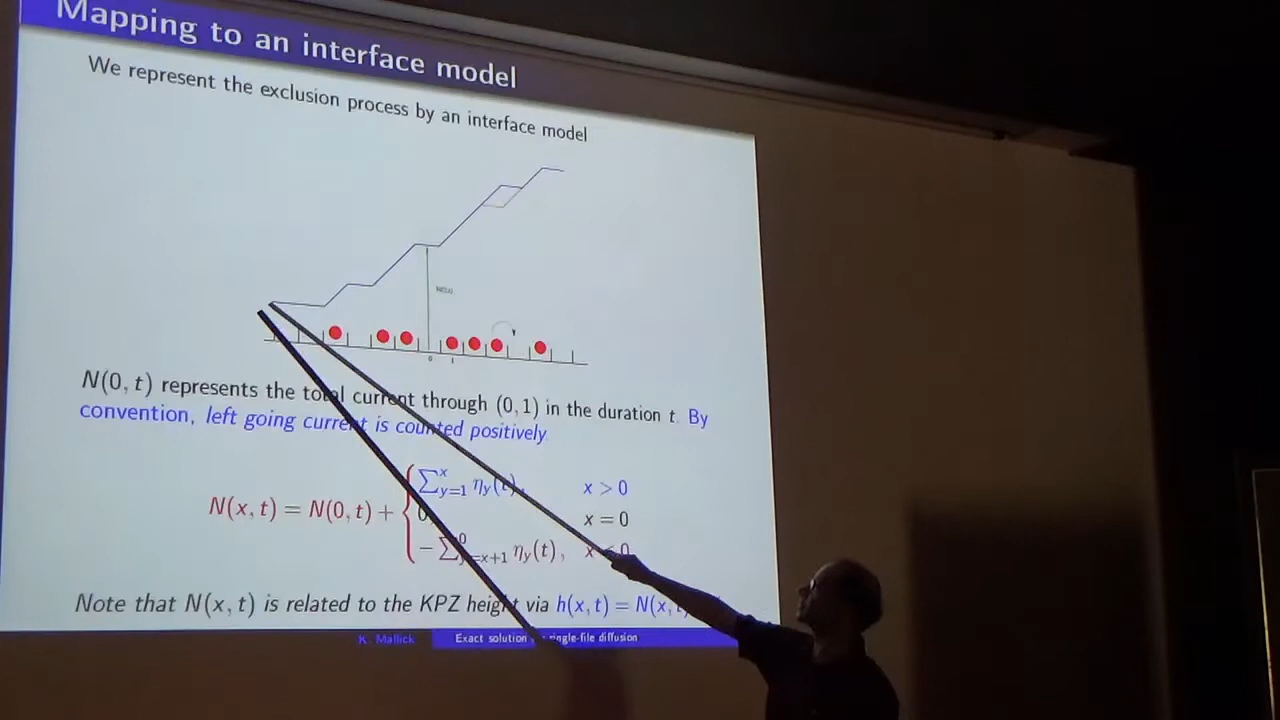 Mapping to an interface model
We represent the exclusion process by an interface model
0 1
N(0, t) represents the total current through (0, 1) in the duration t. By
convention, left going current is counted positively
N(x, t) = N(0, t) + { ∑_{y=1}^{x} η_y(t), x > 0
0, x = 0
− ∑_{=x+1}^{0} η_y(t), x < 0
Note that N(x, t) is related to the KPZ height via h(x, t) = N(x,
K. Mallick Exact solution single-file diffusion